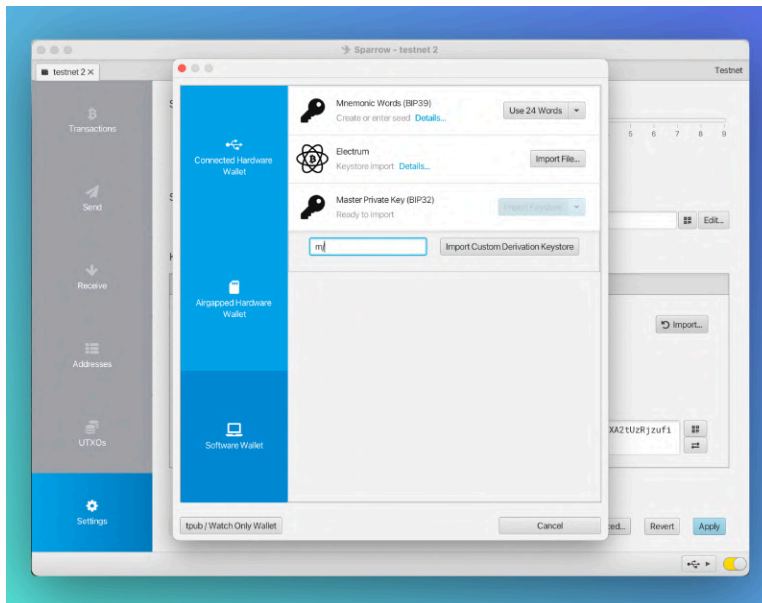 Sparrow - testnet 2
testnet 2 ×
Testnet
Transactions
Send
Receive
Addresses
UTXOs
Settings
Connected Hardware
Wallet
Airgapped Hardware
Wallet
Software Wallet
Mnemonic Words (BIP39)
Create or enter seed Details...
Use 24 Words
Electrum
Keystore import Details...
Import File...
Master Private Key (BIP32)
Ready to import
Import Keystore
m/
Import Custom Derivation Keystore
5 6 7 8 9
Edit...
Import...
XA2tUzRjzufi
tpub / Watch Only Wallet
Cancel
ced...
Revert
Apply